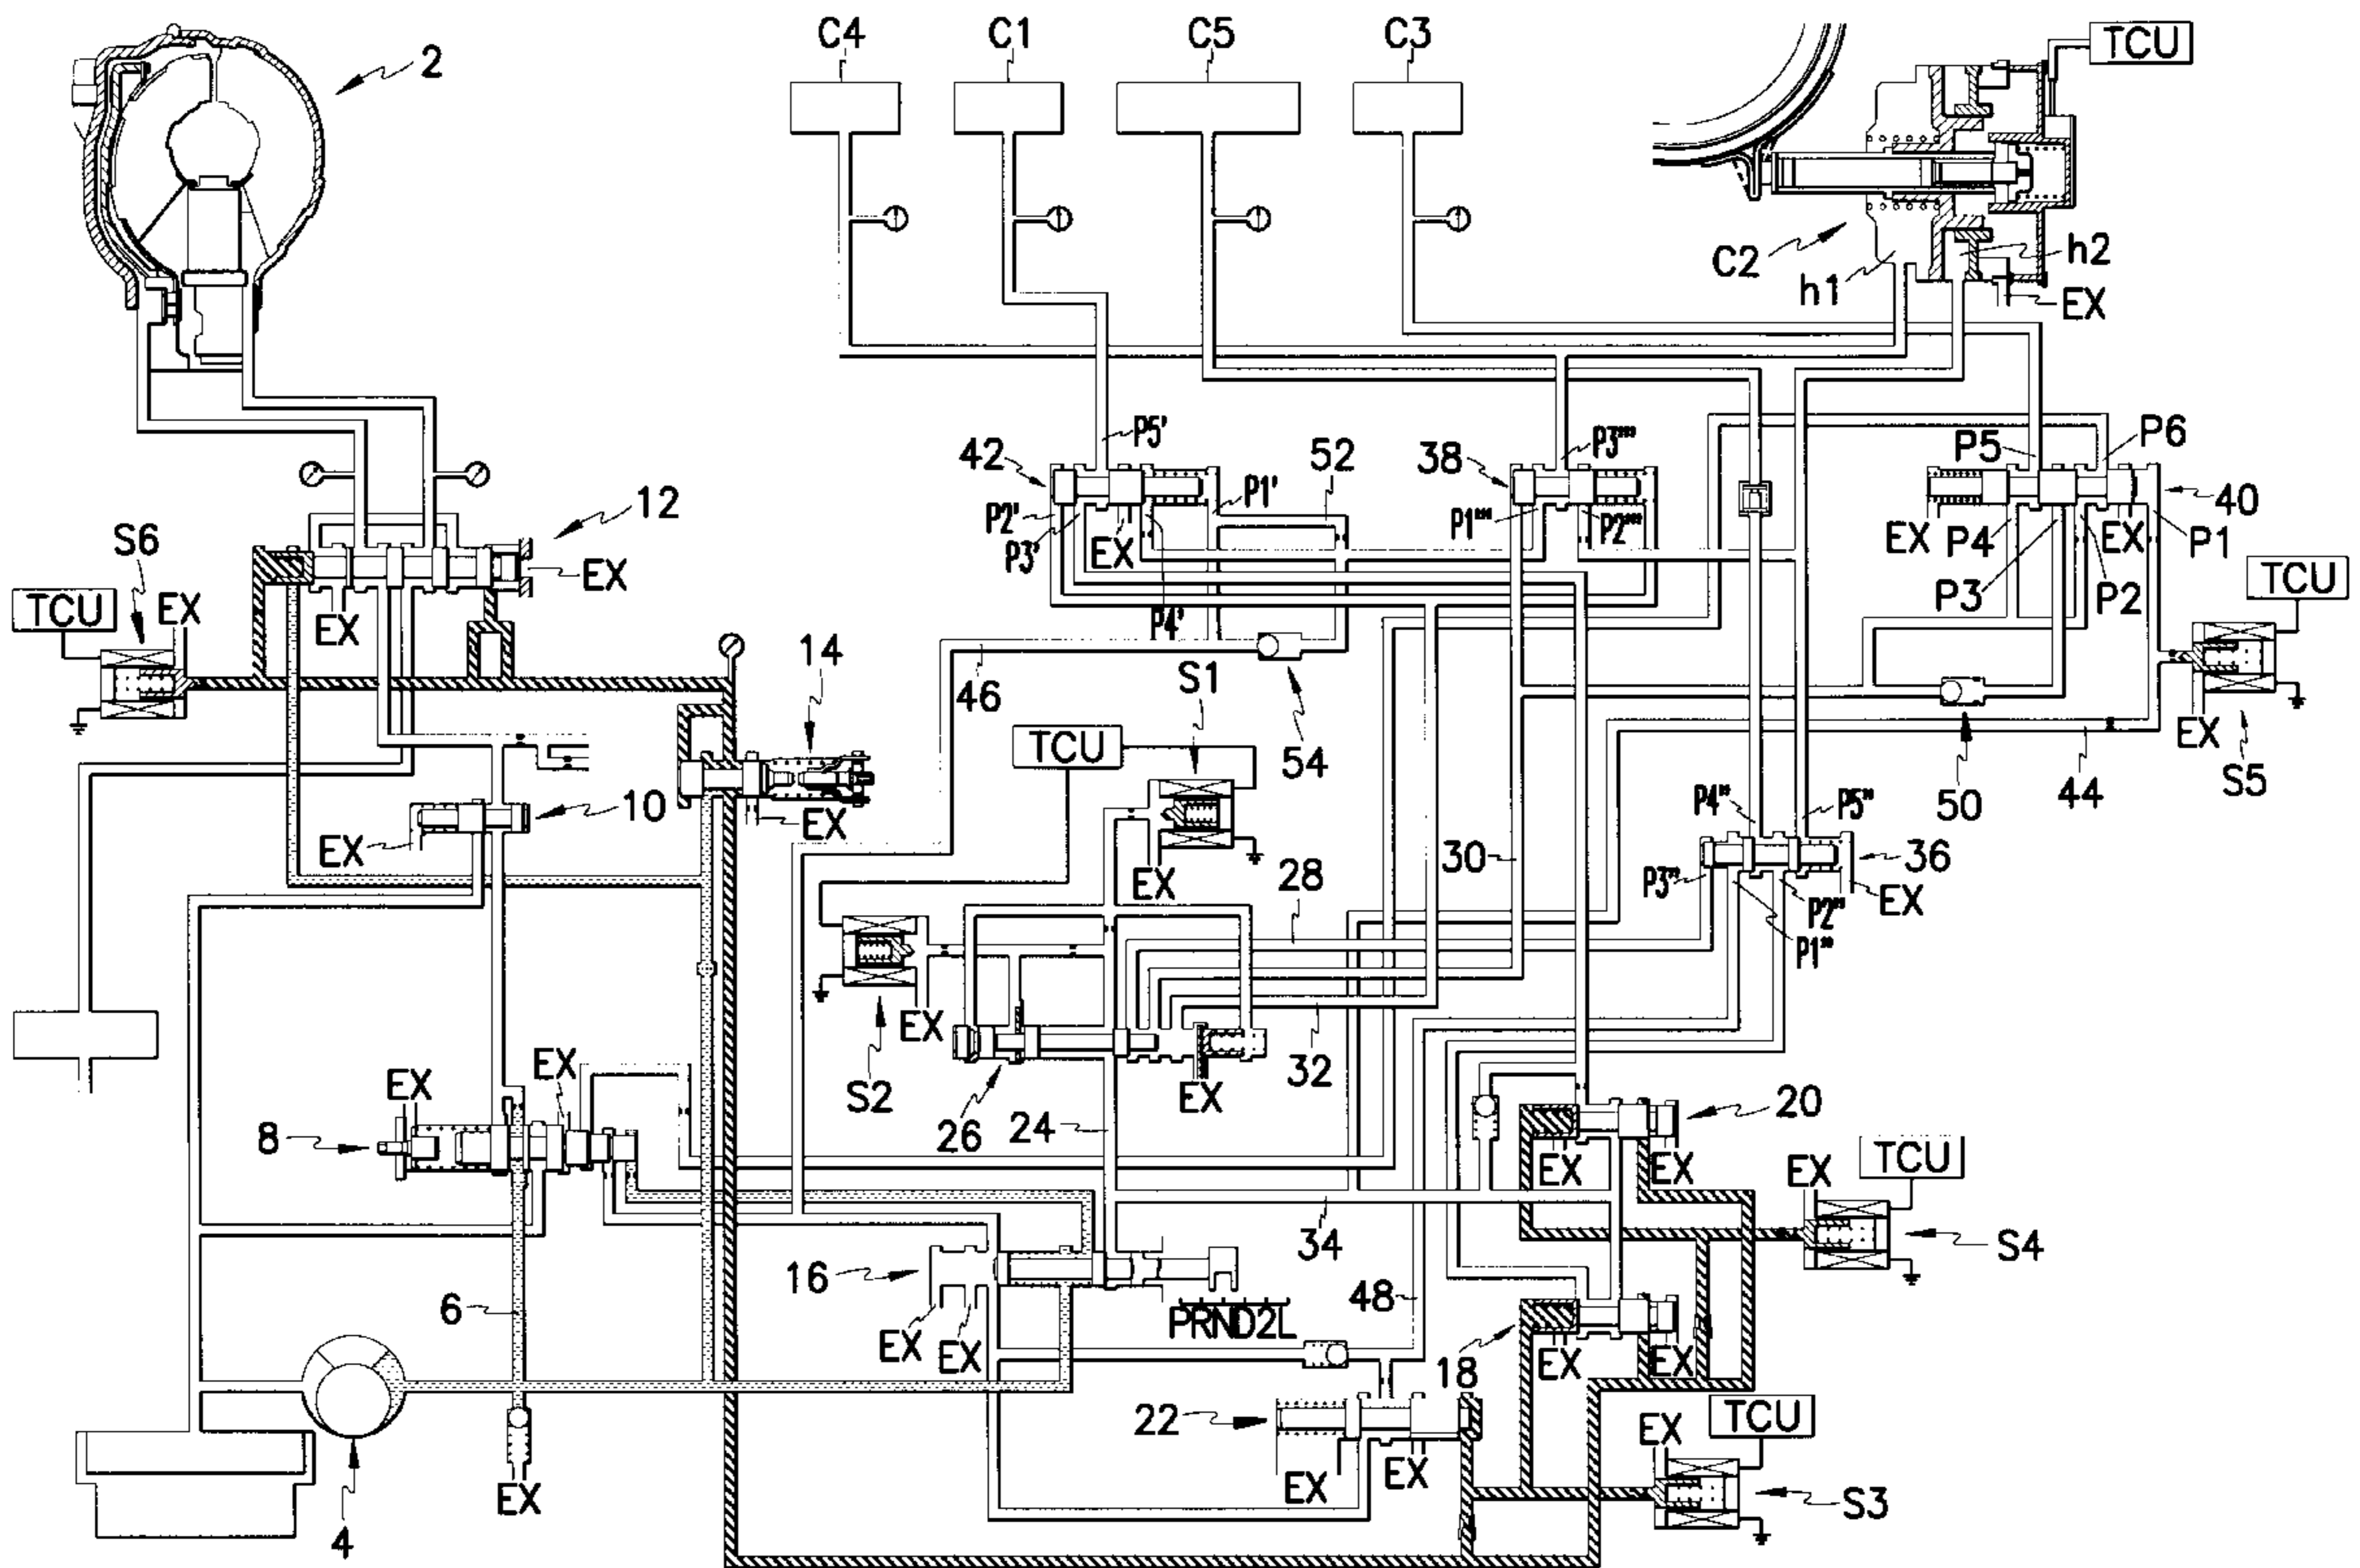 C4
C1
C5
C3
TCU
2
C2
h1
h2
EX
P5'
42
52
P3'''
38
P5
P6
P1'
P2'
P3'
EX
P1'''
P2'''
40
EX
P4
EX
P1
P3
P2
P4'
12
S6
EX
TCU
EX
EX
TCU
14
46
S1
54
TCU
EX
S5
50
44
10
EX
EX
P4''
P5''
30
36
P3''
P2''
EX
P1''
28
EX
EX
S2
26
EX
32
24
20
EX
EX
8
EX
EX
EX
TCU
S4
34
16
6
EX
EX
PRND2L
48
18
EX
EX
22
EX
EX
TCU
EX
S3
EX
4